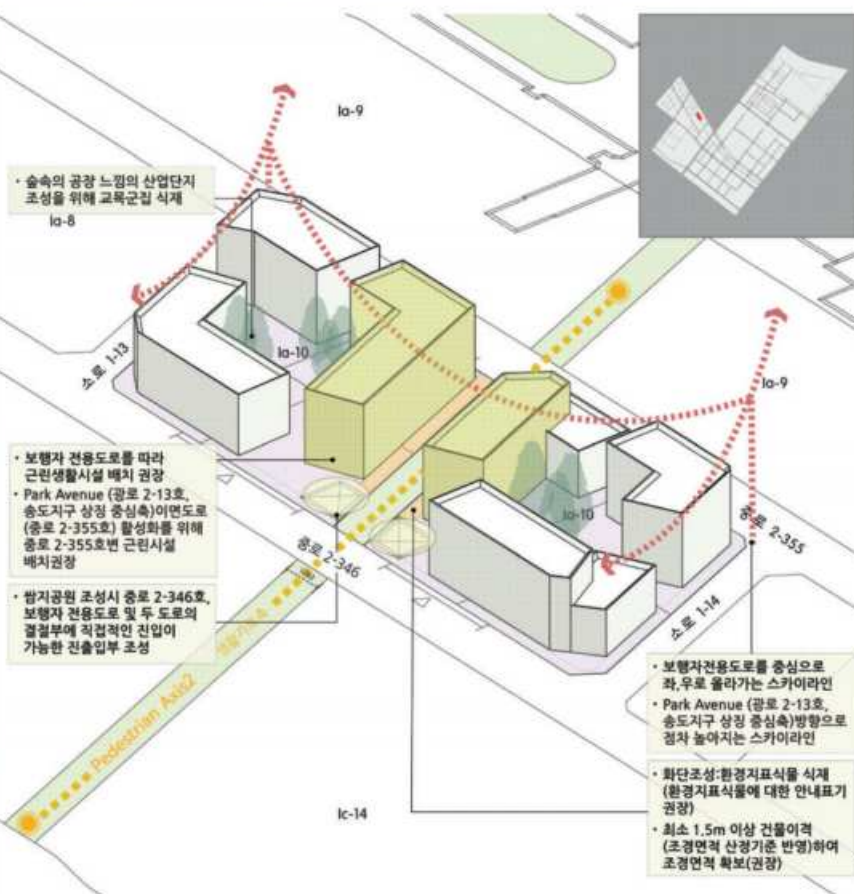 Ia-9
• 숲속의 공장 느낌의 산업단지
조성을 위해 교목군집 식재
Ia-8
소로 1-13
Ia-10
Ia-9
• 보행자 전용도로를 따라
근린생활시설 배치 권장
• Park Avenue (광로 2-13호,
송도지구 상징 중심축)이면도로
(중로 2-355호) 활성화를 위해
중로 2-355호변 근린시설
배치권장
Ia-10
중로 2-355
중로 2-346
소로 1-14
• 쌈지공원 조성시 중로 2-346호,
보행자 전용도로 및 두 도로의
결절부에 직접적인 진입이
가능한 진출입부 조성
Pedestrian Axis2
• 보행자전용도로를 중심으로
좌,우로 올라가는 스카이라인
• Park Avenue (광로 2-13호,
송도지구 상징 중심축)방향으로
점차 높아지는 스카이라인
• 화단조성:환경지표식물 식재
(환경지표식물에 대한 안내표기
권장)
• 최소 1.5m 이상 건물이격
(조경면적 산정기준 반영)하여
조경면적 확보(권장)
Ic-14